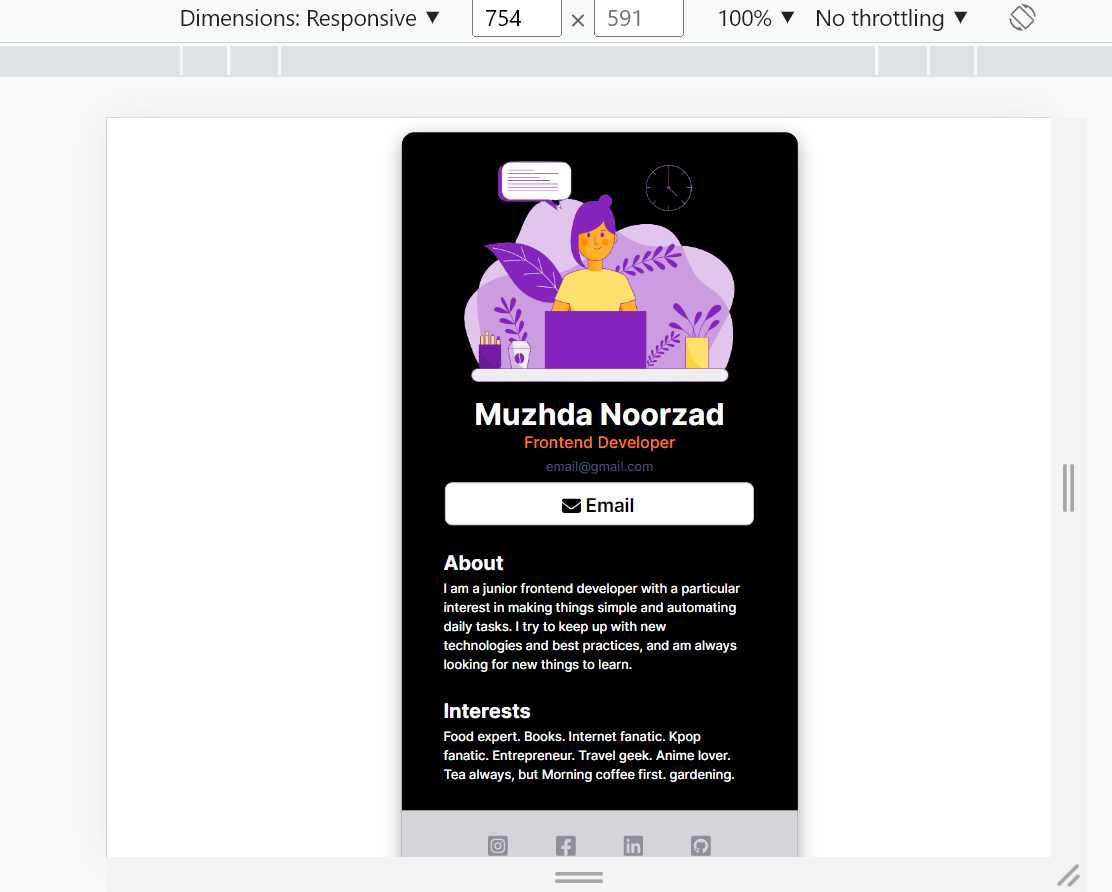 Dimensions: Responsive ▼ 754 × 591 100% ▼ No throttling ▼
Muzhda Noorzad
Frontend Developer
email@gmail.com
Email
About
I am a junior frontend developer with a particular
interest in making things simple and automating
daily tasks. I try to keep up with new
technologies and best practices, and am always
looking for new things to learn.
Interests
Food expert. Books. Internet fanatic. Kpop
fanatic. Entrepreneur. Travel geek. Anime lover.
Tea always, but Morning coffee first. gardening.